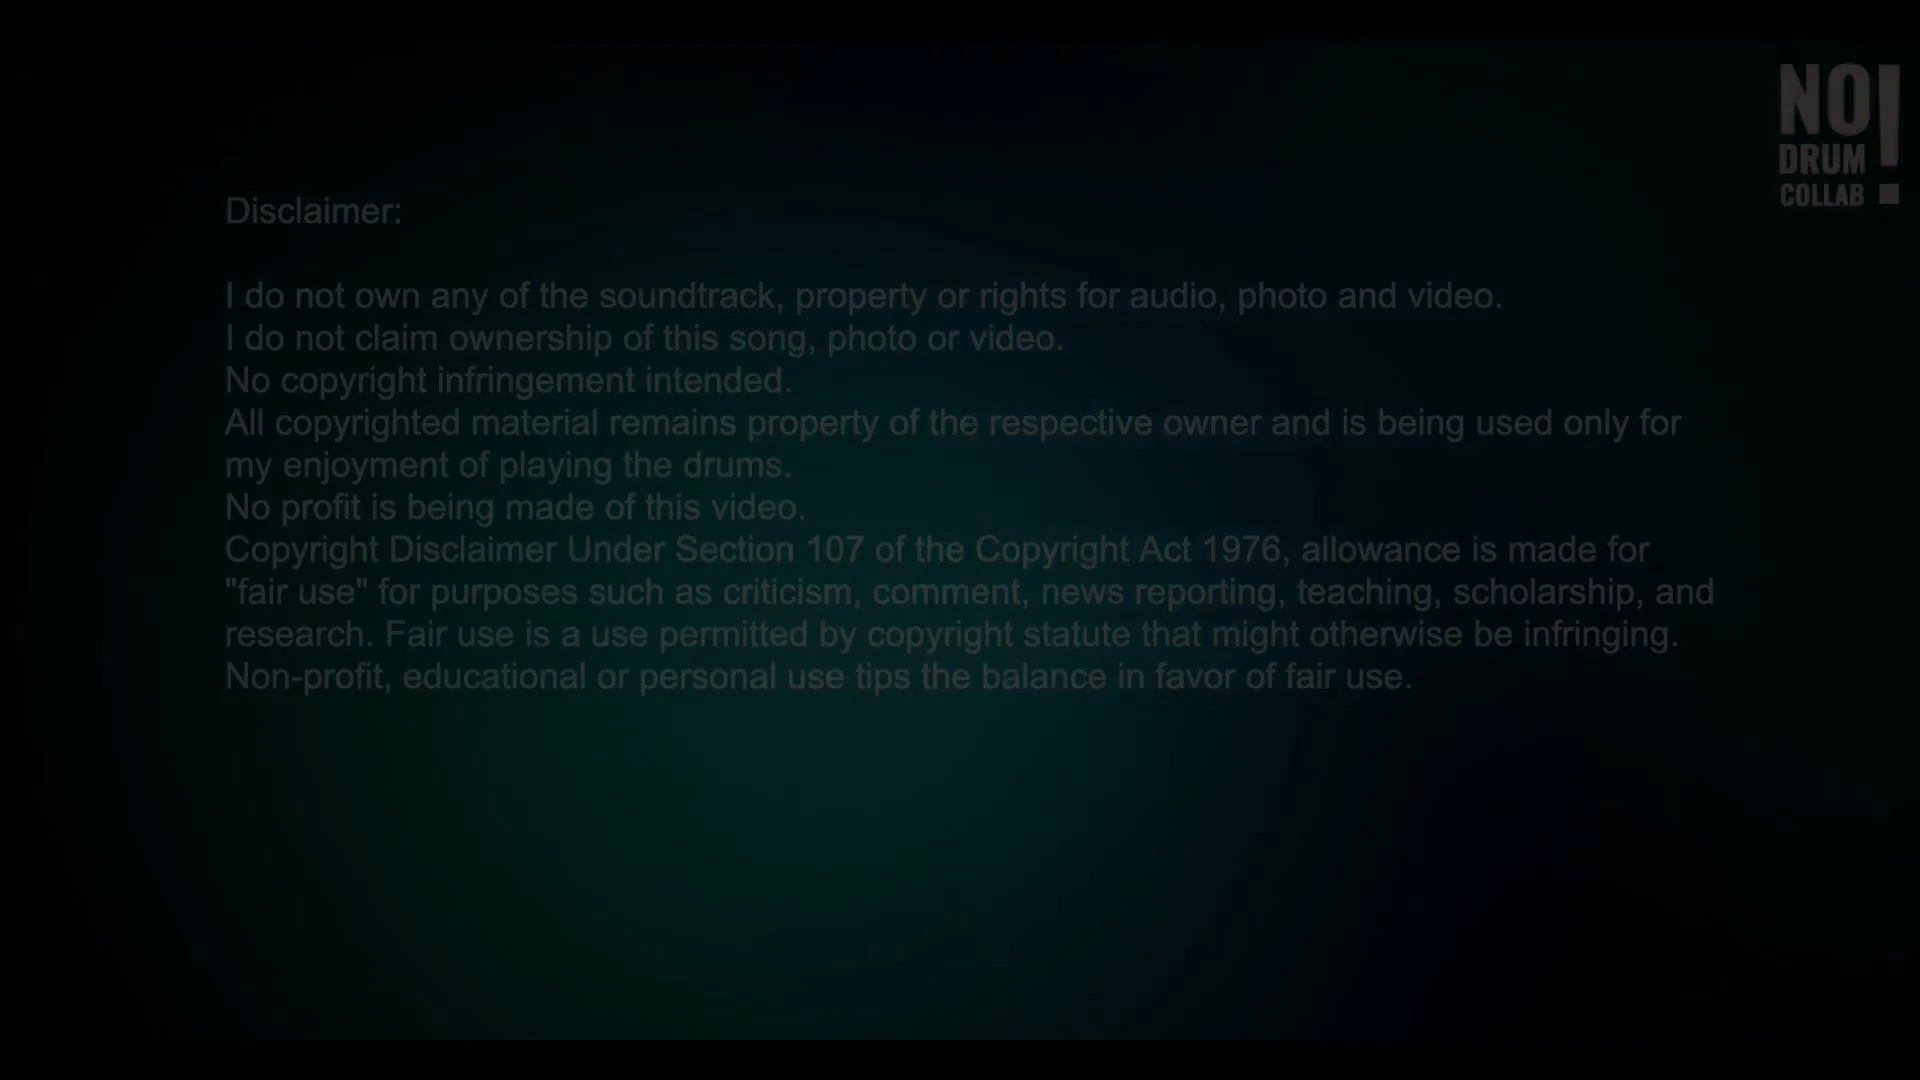 NO!
DRUM
COLLAB
Disclaimer:
I do not own any of the soundtrack, property or rights for audio, photo and video.
I do not claim ownership of this song, photo or video.
No copyright infringement intended.
All copyrighted material remains property of the respective owner and is being used only for
my enjoyment of playing the drums.
No profit is being made of this video.
Copyright Disclaimer Under Section 107 of the Copyright Act 1976, allowance is made for
"fair use" for purposes such as criticism, comment, news reporting, teaching, scholarship, and
research. Fair use is a use permitted by copyright statute that might otherwise be infringing.
Non-profit, educational or personal use tips the balance in favor of fair use.